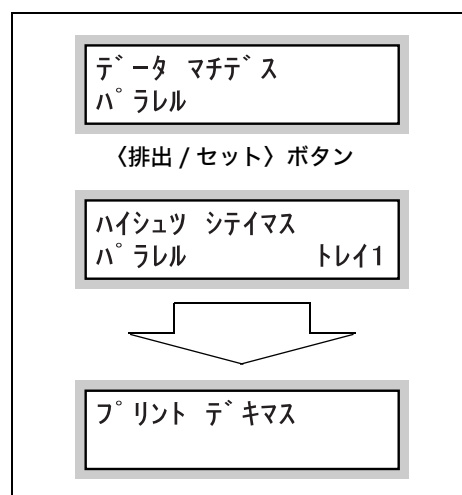 データ マチデス
パラレル
〈排出 / セット〉ボタン
ハイシュツ シテイマス
パラレル トレイ1
プリント デキマス